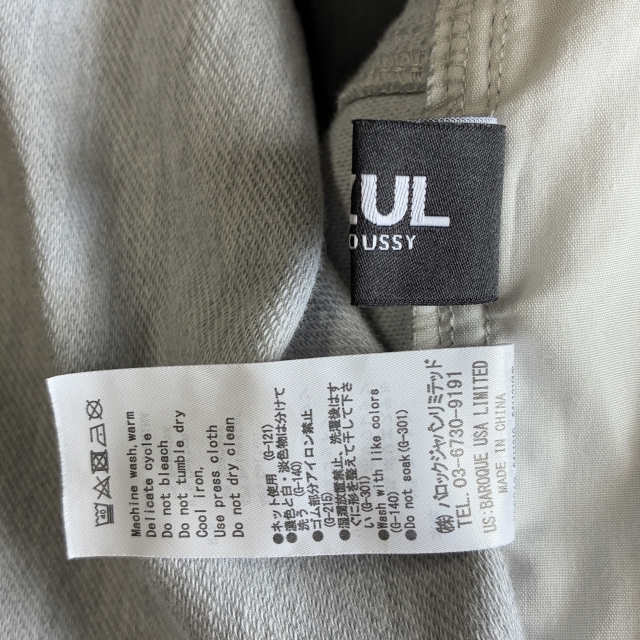 ZUL
OUSSY
Machine wash, warm
Delicate cycle
Do not bleach
Do not tumble dry
Cool iron,
Use press cloth
Do not dry clean
●ネット使用 (G-121)
●濃色と白・淡色物は分けて
洗う (G-140)
●ゴム部分アイロン禁止
(G-215)
●湿潤放置禁止、洗濯後はす
ぐに形を整えて干して下さ
い (G-301)
●Wash with like colors
(G-140)
●Do not soak (G-301)
(株) バロックジャパンリミテッド
TEL. 03-6730-9191
US:BAROQUE USA LIMITED
MADE IN CHINA